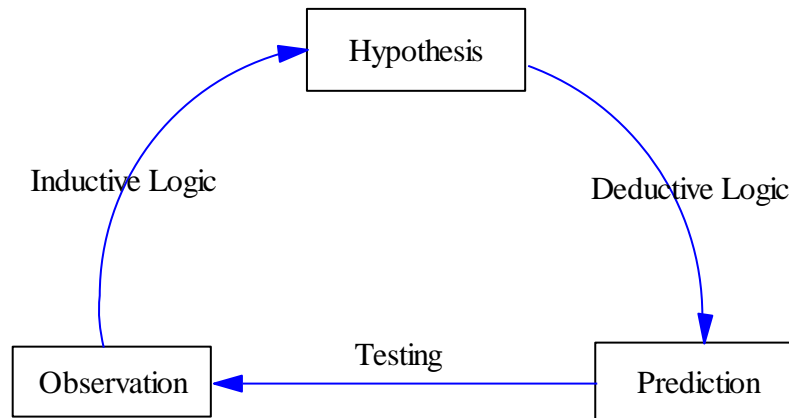 Hypothesis
Inductive Logic
Deductive Logic
Testing
Observation
Prediction